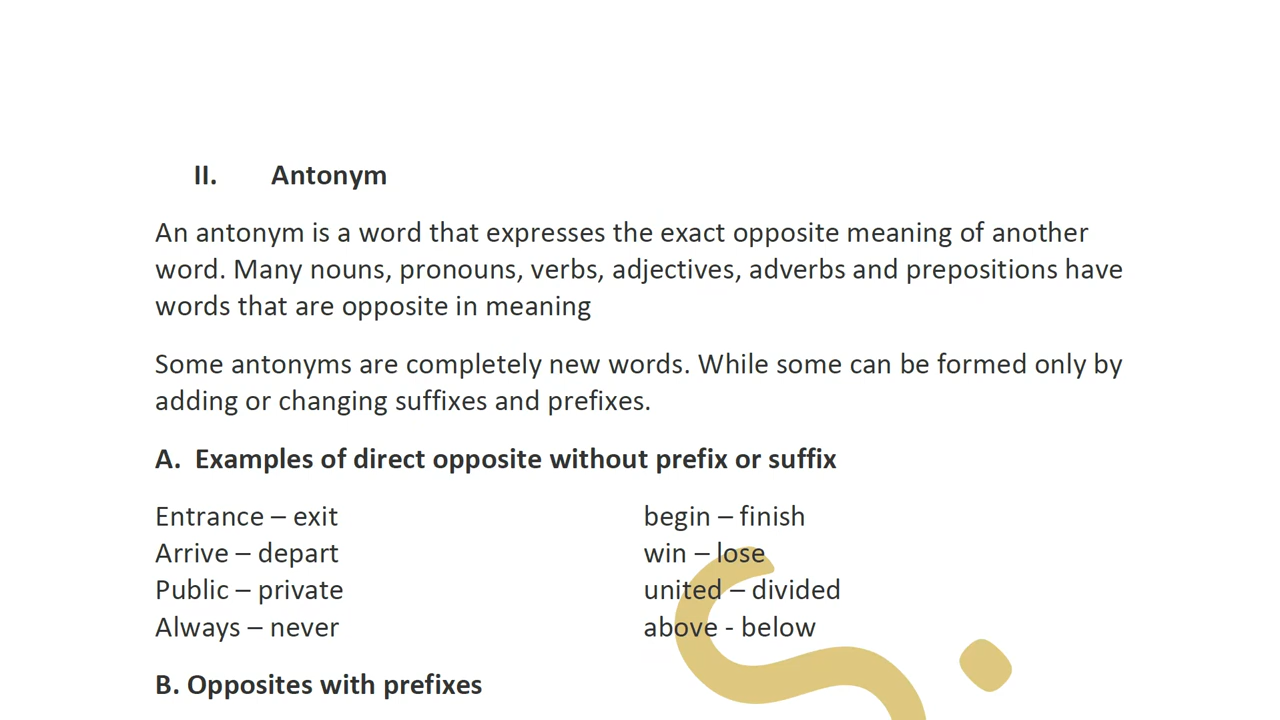 II. Antonym
An antonym is a word that expresses the exact opposite meaning of another
word. Many nouns, pronouns, verbs, adjectives, adverbs and prepositions have
words that are opposite in meaning
Some antonyms are completely new words. While some can be formed only by
adding or changing suffixes and prefixes.
A. Examples of direct opposite without prefix or suffix
Entrance – exit begin – finish
Arrive – depart win – lose
Public – private united – divided
Always – never above - below
B. Opposites with prefixes